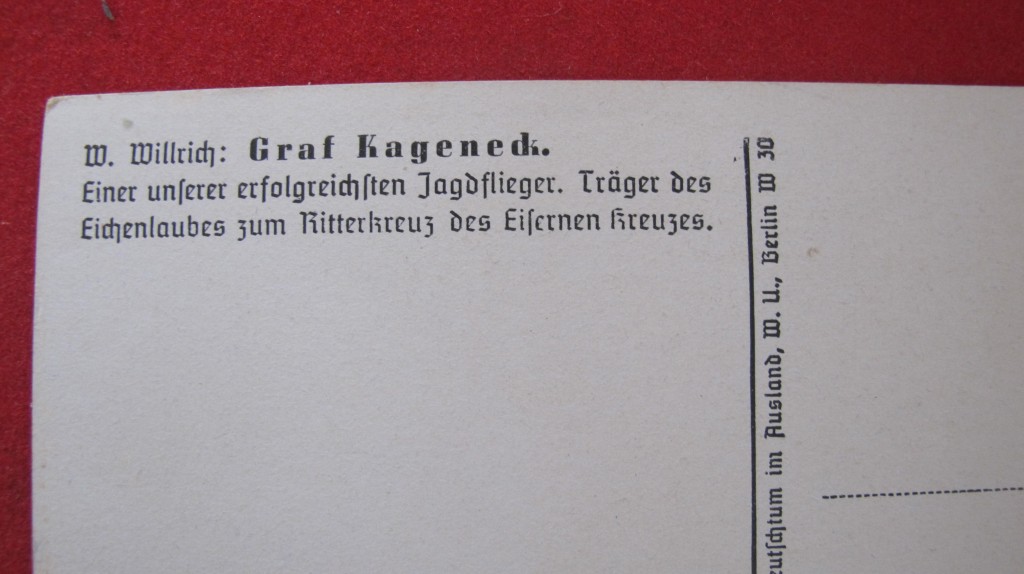 W. Willrich: Graf Kageneck.
Einer unserer erfolgreichsten Jagdflieger. Träger des
Eichenlaubes zum Ritterkreuz des Eisernen Kreuzes.
eutschtum im Ausland, W. U., Berlin W 30